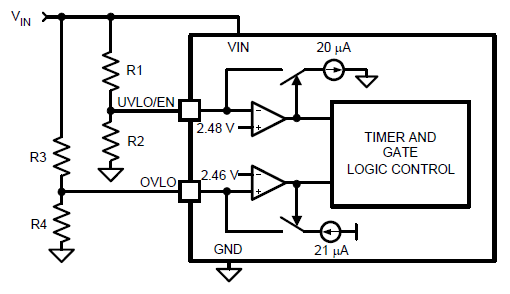 VIN
VIN
20 μA
R1
UVLO/EN
2.48 V
R2
TIMER AND
GATE
LOGIC CONTROL
R3
OVLO
2.46 V
R4
GND
21 μA